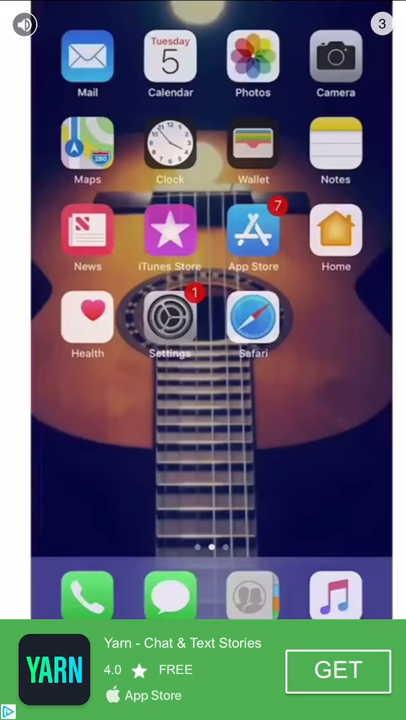 3
Mail
Tuesday
5
Calendar
Photos
Camera
Maps
280
Clock
Wallet
Notes
News
iTunes Store
7
App Store
Home
Health
1
Settings
Safari
YARN
Yarn - Chat & Text Stories
4.0 FREE
App Store
GET